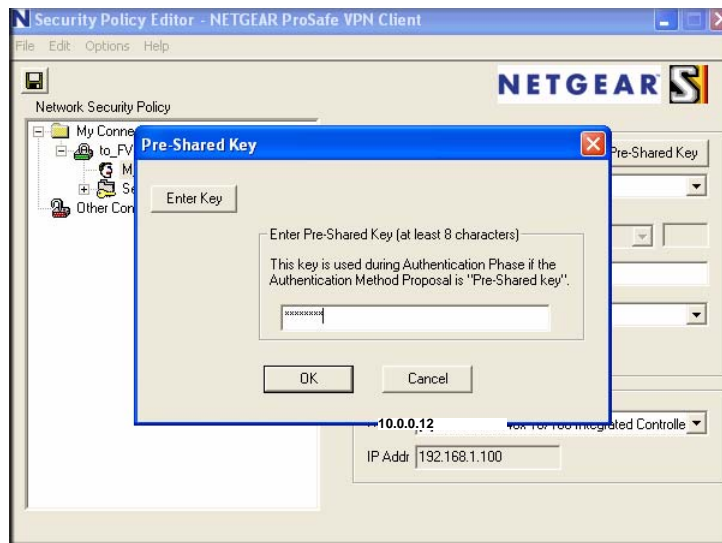 N Security Policy Editor - NETGEAR ProSafe VPN Client
File Edit Options Help
NETGEAR
Network Security Policy
My Conne
to_FV
M
Se
Other Con
Pre-Shared Key
Pre-Shared Key
Enter Key
Enter Pre-Shared Key (at least 8 characters)
This key is used during Authentication Phase if the
Authentication Method Proposal is "Pre-Shared key".
xxxxxxxx
OK Cancel
10.0.0.12
Integrated Controlle
IP Addr 192.168.1.100